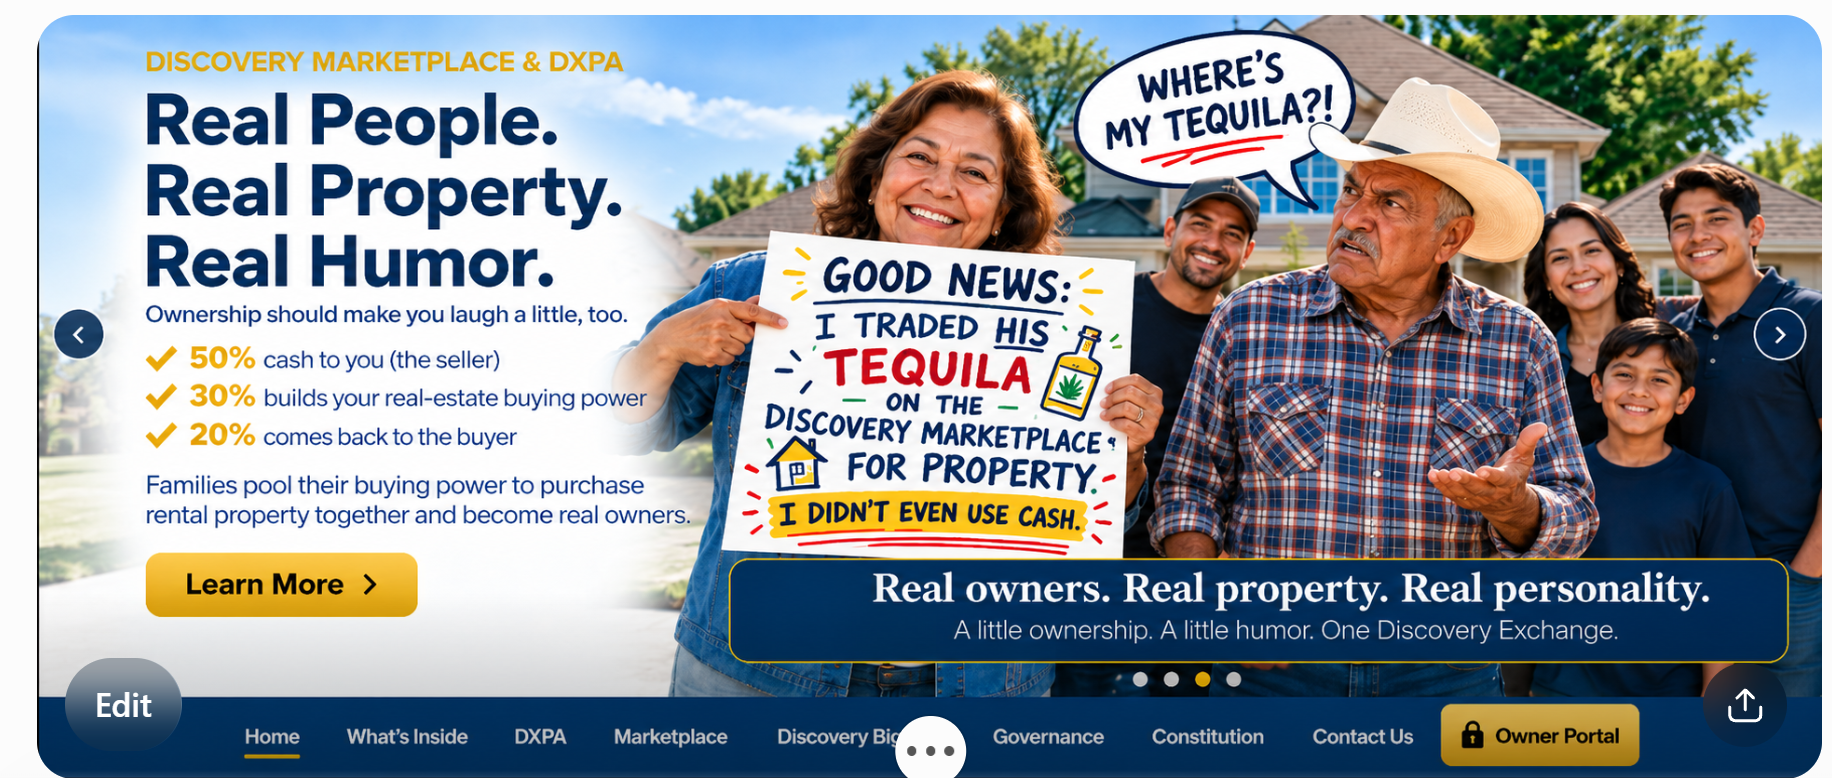 DISCOVERY MARKETPLACE & DXPA
Real People.
Real Property.
Real Humor.
Ownership should make you laugh a little, too.
50% cash to you (the seller)
30% builds your real-estate buying power
20% comes back to the buyer
Families pool their buying power to purchase
rental property together and become real owners.
Learn More
WHERE'S
MY TEQUILA?!
GOOD NEWS:
I TRADED HIS
TEQUILA
ON THE
DISCOVERY MARKETPLACE
FOR PROPERTY.
I DIDN'T EVEN USE CASH.
Real owners. Real property. Real personality.
A little ownership. A little humor. One Discovery Exchange.
Edit
Home What's Inside DXPA Marketplace Discovery Governance Constitution Contact Us Owner Portal